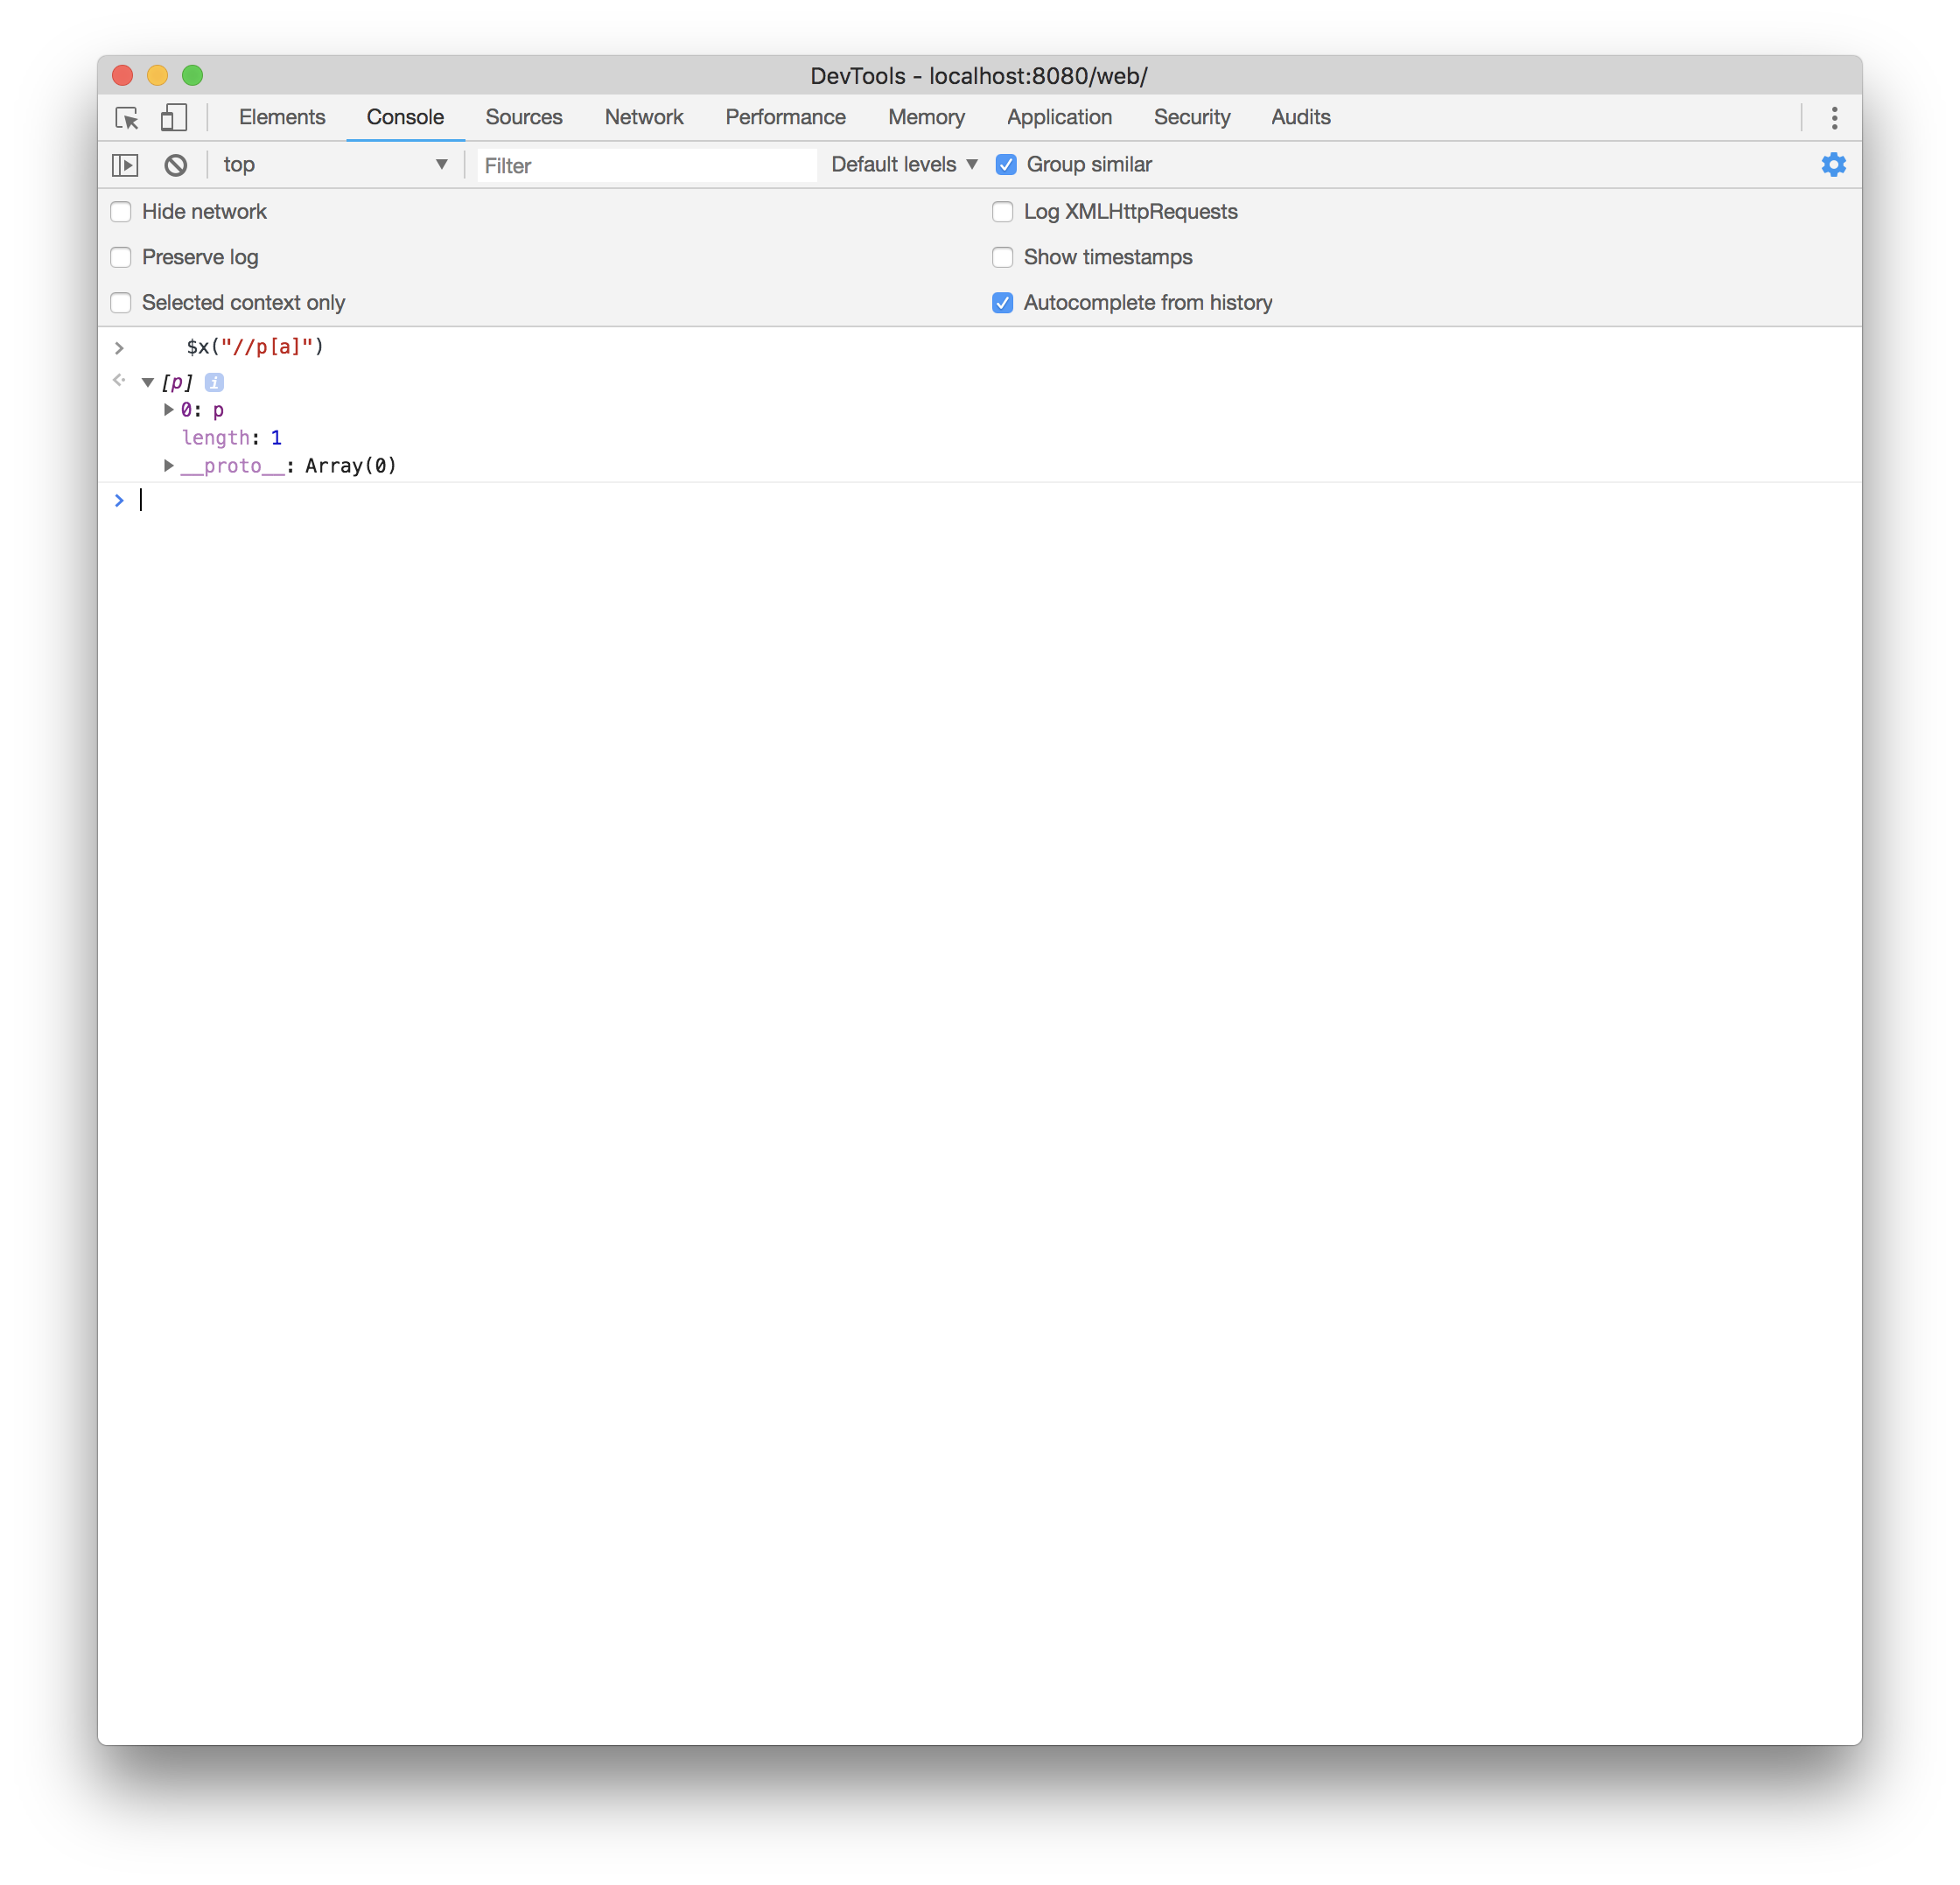 DevTools - localhost:8080/web/
Elements Console Sources Network Performance Memory Application Security Audits
top Filter Default levels Group similar
Hide network Log XMLHttpRequests
Preserve log Show timestamps
Selected context only Autocomplete from history
> $x("//p[a]")
[p] i
0: p
length: 1
__proto__: Array(0)
>